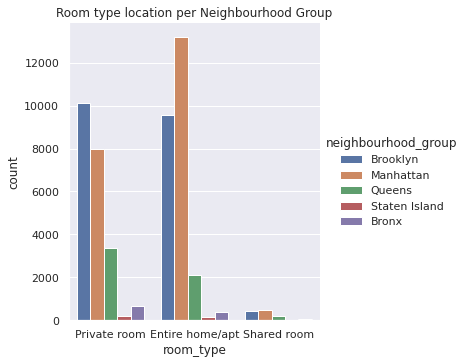 Room type location per Neighbourhood Group
12000
10000
8000
6000
4000
2000
0
count
Private room Entire home/apt Shared room
room_type
neighbourhood_group
Brooklyn
Manhattan
Queens
Staten Island
Bronx